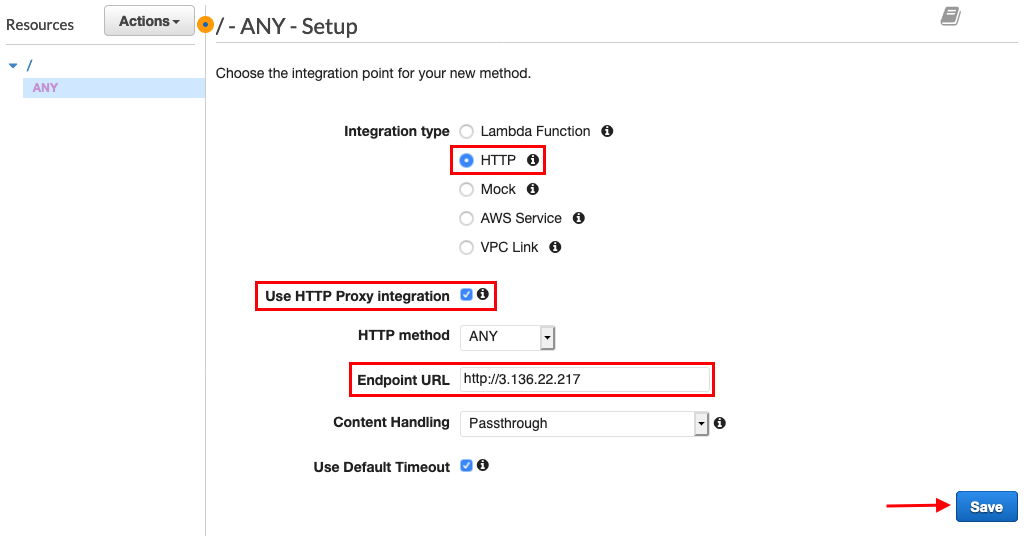 Resources
Actions
/ - ANY - Setup
/
ANY
Choose the integration point for your new method.
Integration type
Lambda Function
HTTP
Mock
AWS Service
VPC Link
Use HTTP Proxy integration
HTTP method ANY
Endpoint URL http://3.136.22.217
Content Handling Passthrough
Use Default Timeout
Save